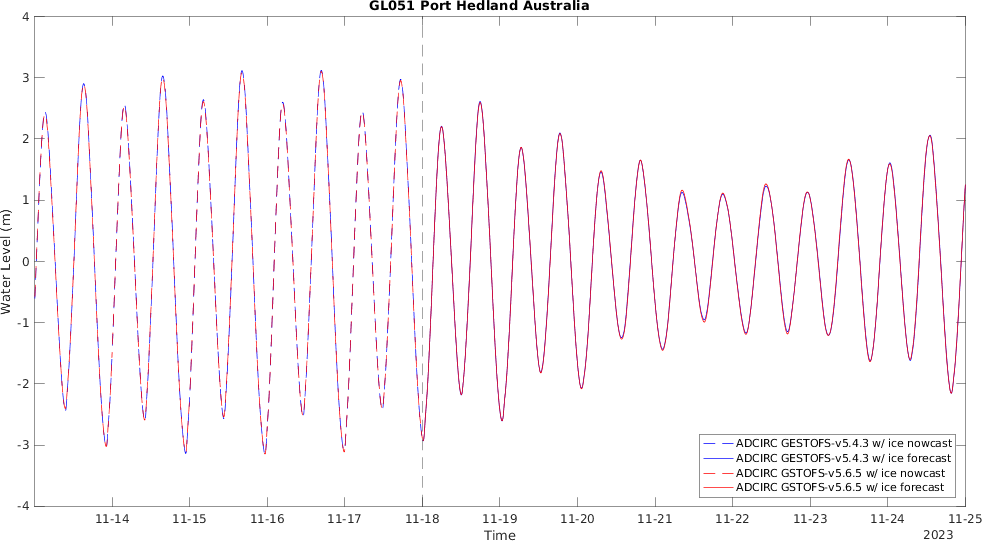 GL051 Port Hedland Australia
4
3
2
1
0
-1
-2
-3
-4
Water Level (m)
11-14 11-15 11-16 11-17 11-18 11-19 11-20 11-21 11-22 11-23 11-24 11-25
Time
2023
ADCIRC GESTOFS-v5.4.3 w/ ice nowcast
ADCIRC GESTOFS-v5.4.3 w/ ice forecast
ADCIRC GSTOFS-v5.6.5 w/ ice nowcast
ADCIRC GSTOFS-v5.6.5 w/ ice forecast